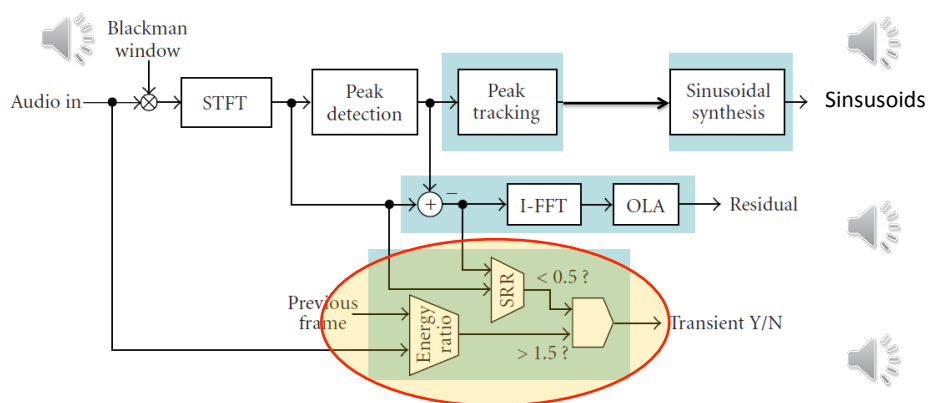 Blackman
window
Audio in
STFT
Peak
detection
Peak
tracking
Sinusoidal
synthesis
Sinsusoids
+
−
I-FFT
OLA
Residual
SRR
< 0.5 ?
Previous
frame
Energy
ratio
> 1.5 ?
Transient Y/N